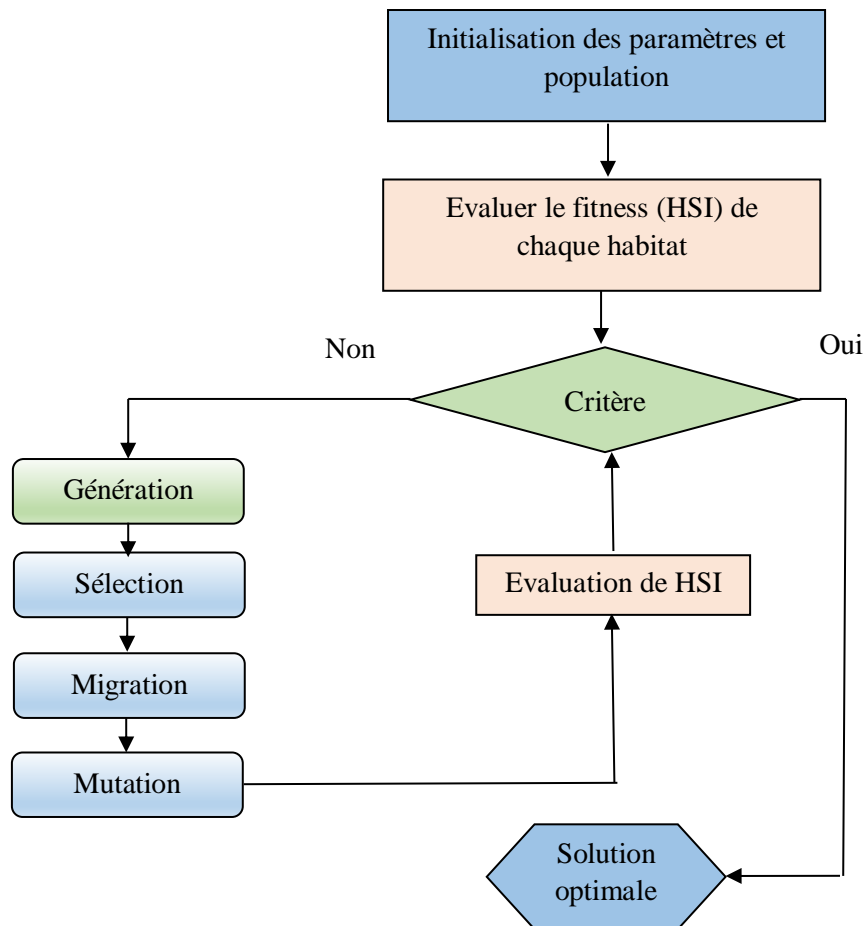 Initialisation des paramètres et
population
Evaluer le fitness (HSI) de
chaque habitat
Non
Oui
Critère
Génération
Sélection
Evaluation de HSI
Migration
Mutation
Solution
optimale